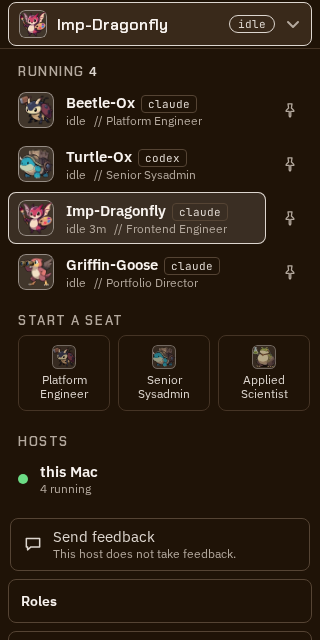 Imp-Dragonfly idle
RUNNING 4
Beetle-Ox claude
idle // Platform Engineer
Turtle-Ox codex
idle // Senior Sysadmin
Imp-Dragonfly claude
idle 3m // Frontend Engineer
Griffin-Goose claude
idle // Portfolio Director
START A SEAT
Platform
Engineer
Senior
Sysadmin
Applied
Scientist
HOSTS
this Mac
4 running
Send feedback
This host does not take feedback.
Roles